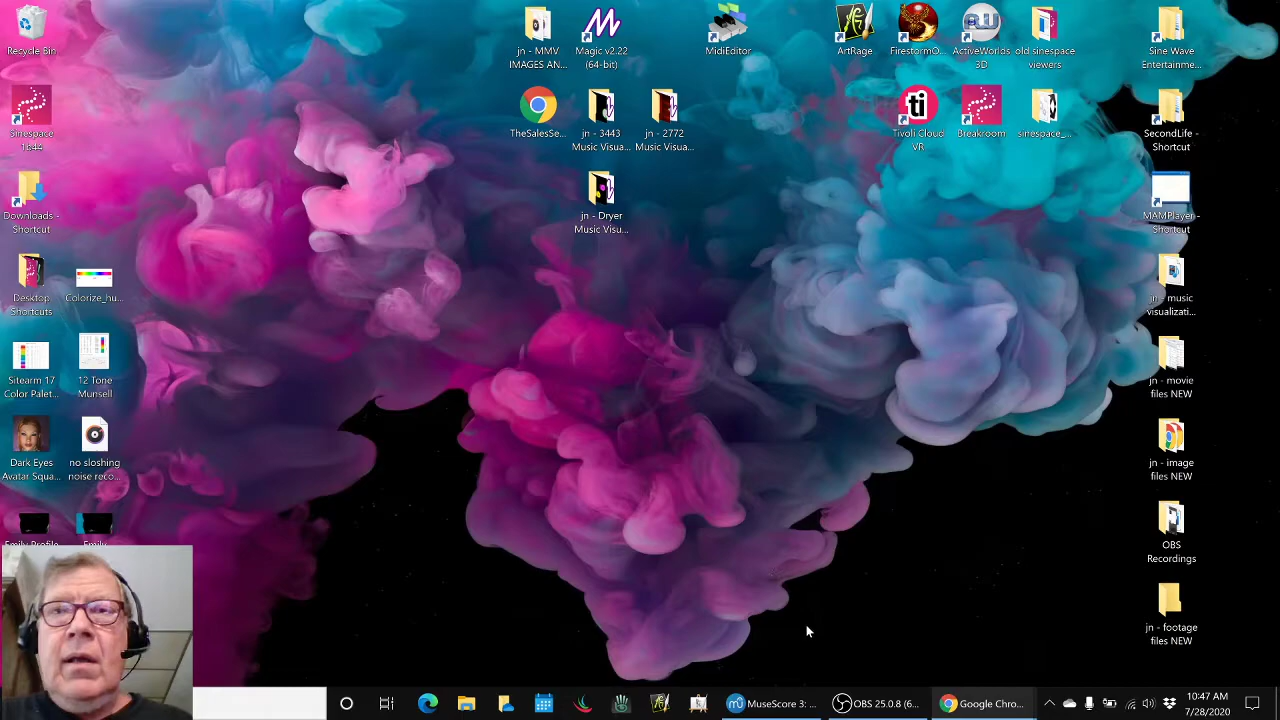 Recycle Bin
jn - MMV
IMAGES AN...
Magic v2.22
(64-bit)
MidiEditor
ArtRage
FirestormO...
ActiveWorlds
3D
old sinespace
viewers
Sine Wave
Entertainme...
Sinespace
1644
TheSalesSe...
jn - 3443
Music Visua...
jn - 2772
Music Visua...
Tivoli Cloud
VR
Breakroom
sinespace_...
SecondLife -
Shortcut
Downloads -
Shortcut
jn - Dryer
Music Visu...
MAMPlayer -
Shortcut
Desktop
Shortcuts
Colorize_hu...
jn - music
visualizati...
Sitearm 17
Color Palet...
12 Tone
Munsell
jn - movie
files NEW
Dark Eyes
Avatar Squa...
no sloshing
noise reco...
jn - image
files NEW
Emily Profile
Emily
OBS
Recordings
jn - footage
files NEW
MuseScore 3: ...
OBS 25.0.8 (6...
Google Chro...
10:47 AM
7/28/2020